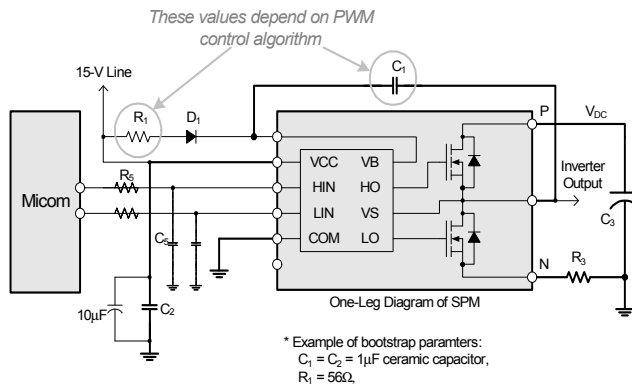 These values depend on PWM
control algorithm
15-V Line
R1
D1
C1
P
VDC
Micom
R5
VCC
VB
HIN
HO
LIN
VS
COM
LO
Inverter
Output
C3
C5
10μF
C2
N
R3
One-Leg Diagram of SPM
* Example of bootstrap paramters:
C1 = C2 = 1μF ceramic capacitor,
R1 = 56Ω,